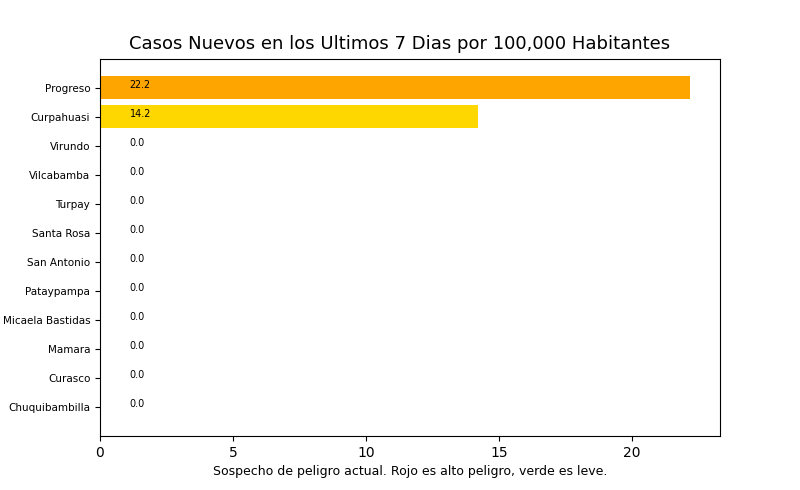 Casos Nuevos en los Ultimos 7 Dias por 100,000 Habitantes
Progreso 22.2
Curpahuasi 14.2
Virundo 0.0
Vilcabamba 0.0
Turpay 0.0
Santa Rosa 0.0
San Antonio 0.0
Pataypampa 0.0
Micaela Bastidas 0.0
Mamara 0.0
Curasco 0.0
Chuquibambilla 0.0
0 5 10 15 20
Sospecho de peligro actual. Rojo es alto peligro, verde es leve.